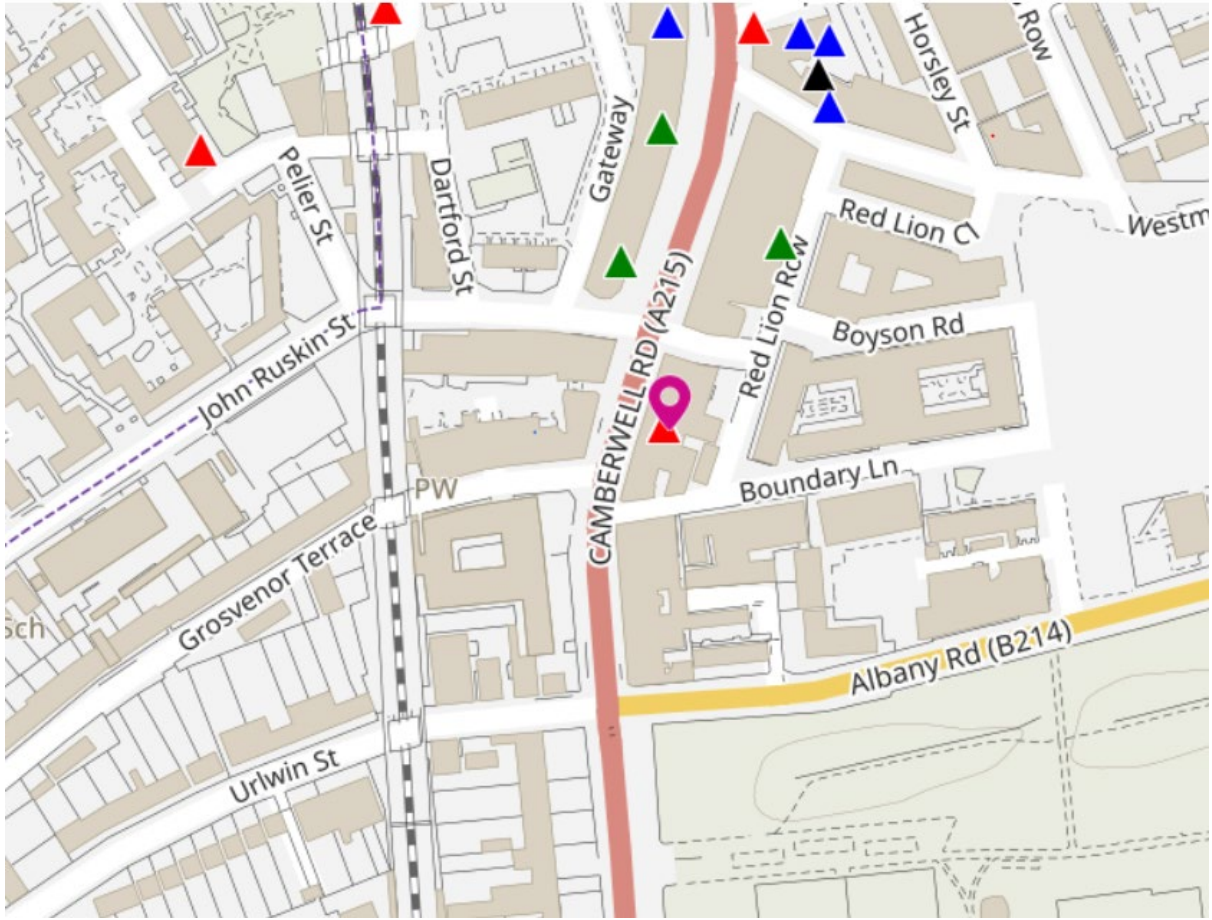 Horsley St
Row
Gateway
Pelier St
Dartford St
Red Lion Ct
Westm
CAMBERWELL RD (A215)
Red Lion Row
Boyson Rd
John Ruskin St
Boundary Ln
PW
Grosvenor Terrace
Sch
Albany Rd (B214)
Urlwin St